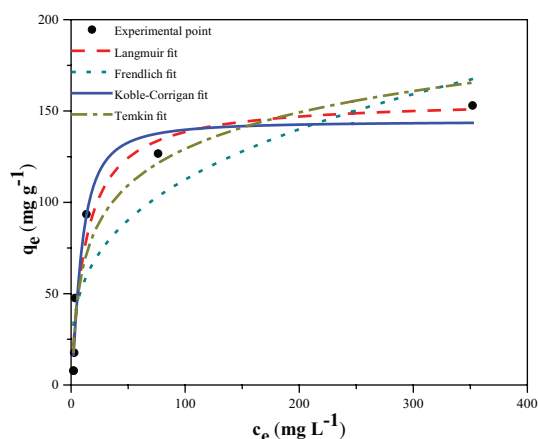 200
150
100
50
0
0
100
200
300
400
qe (mg g-1)
ce (mg L-1)
Experimental point
Langmuir fit
Frendlich fit
Koble-Corrigan fit
Temkin fit